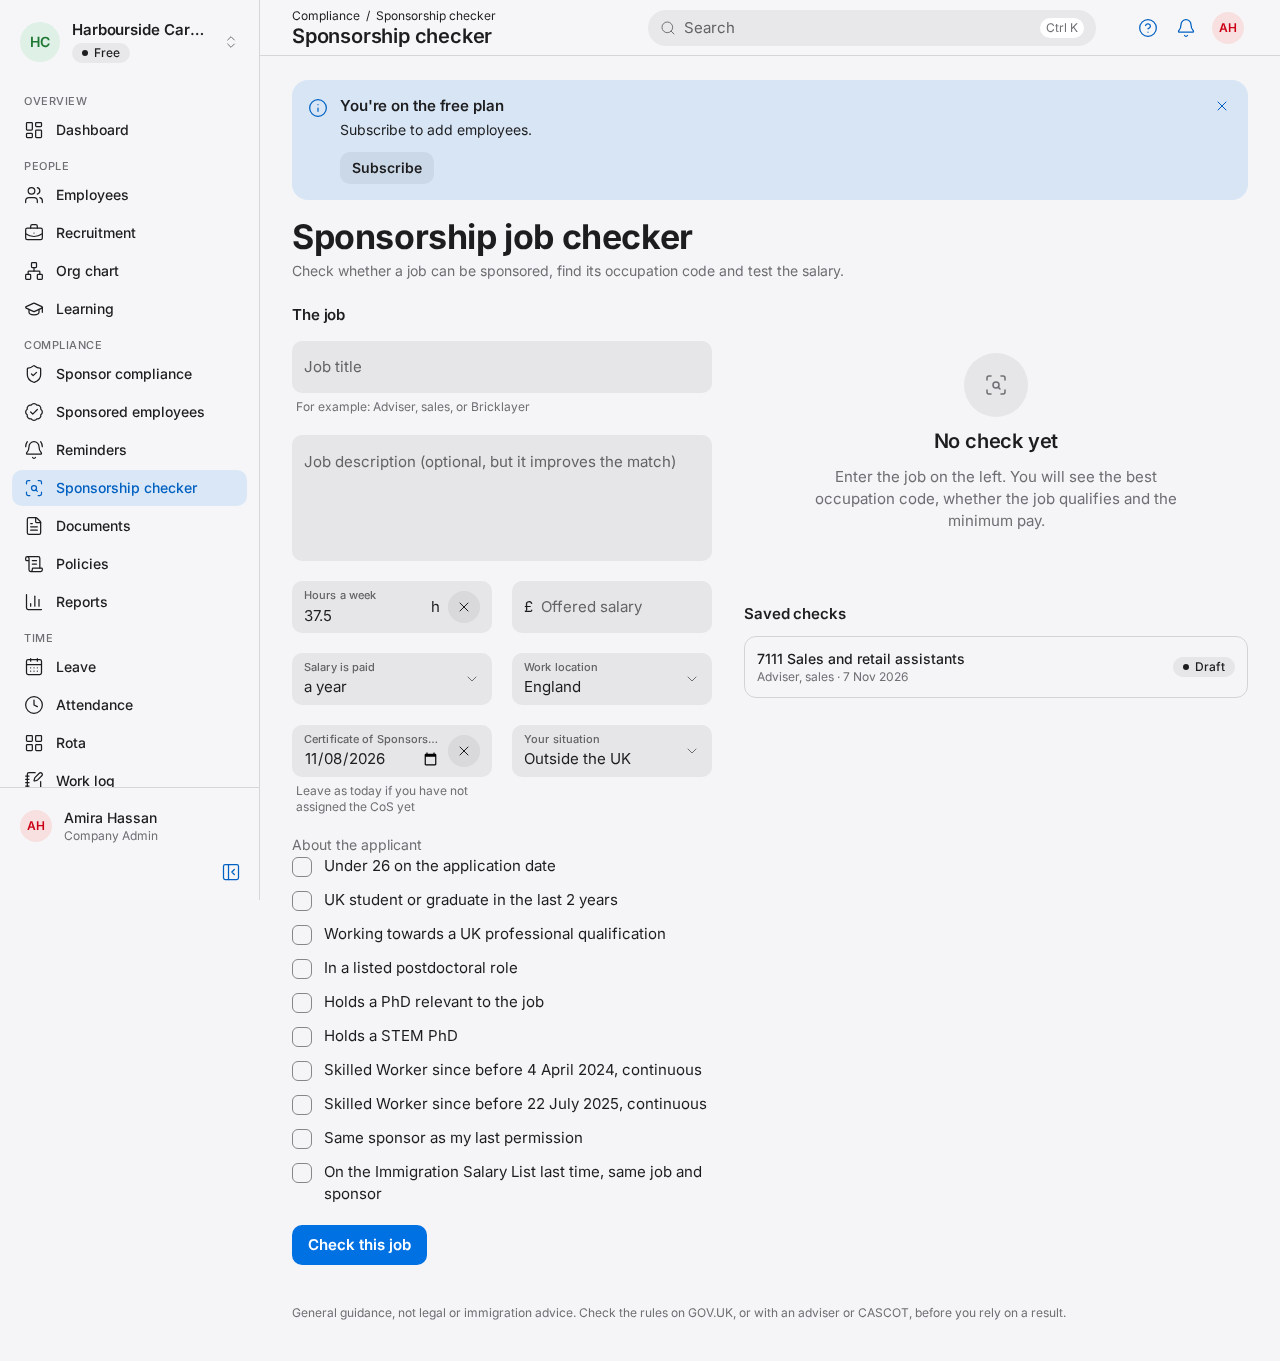 HC
Harbourside Car...
Free
OVERVIEW
Dashboard
PEOPLE
Employees
Recruitment
Org chart
Learning
COMPLIANCE
Sponsor compliance
Sponsored employees
Reminders
Sponsorship checker
Documents
Policies
Reports
TIME
Leave
Attendance
Rota
Work log
AH
Amira Hassan
Company Admin
Compliance / Sponsorship checker
Sponsorship checker
Search
Ctrl K
AH
You're on the free plan
Subscribe to add employees.
Subscribe
Sponsorship job checker
Check whether a job can be sponsored, find its occupation code and test the salary.
The job
Job title
For example: Adviser, sales, or Bricklayer
Job description (optional, but it improves the match)
Hours a week
37.5
h
£ Offered salary
Salary is paid
a year
Work location
England
Certificate of Sponsors...
11/08/2026
Your situation
Outside the UK
Leave as today if you have not
assigned the CoS yet
About the applicant
Under 26 on the application date
UK student or graduate in the last 2 years
Working towards a UK professional qualification
In a listed postdoctoral role
Holds a PhD relevant to the job
Holds a STEM PhD
Skilled Worker since before 4 April 2024, continuous
Skilled Worker since before 22 July 2025, continuous
Same sponsor as my last permission
On the Immigration Salary List last time, same job and
sponsor
Check this job
No check yet
Enter the job on the left. You will see the best
occupation code, whether the job qualifies and the
minimum pay.
Saved checks
7111 Sales and retail assistants
Adviser, sales · 7 Nov 2026
Draft
General guidance, not legal or immigration advice. Check the rules on GOV.UK, or with an adviser or CASCOT, before you rely on a result.